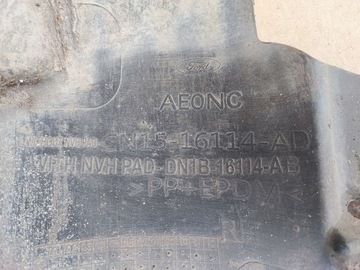 Ford
AEONC
CN15-16114-AD
WITH NVH PAD-DN1B-16114-AB
>PP+EPDM<